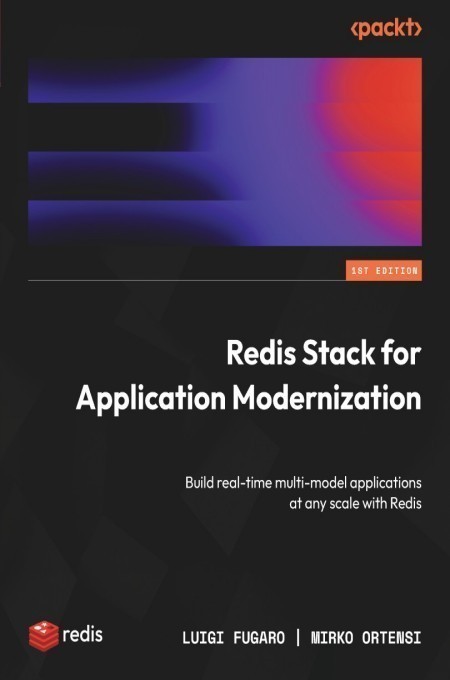 <packt>
1ST EDITION
Redis Stack for
Application Modernization
Build real-time multi-model applications
at any scale with Redis
redis
LUIGI FUGARO | MIRKO ORTENSI